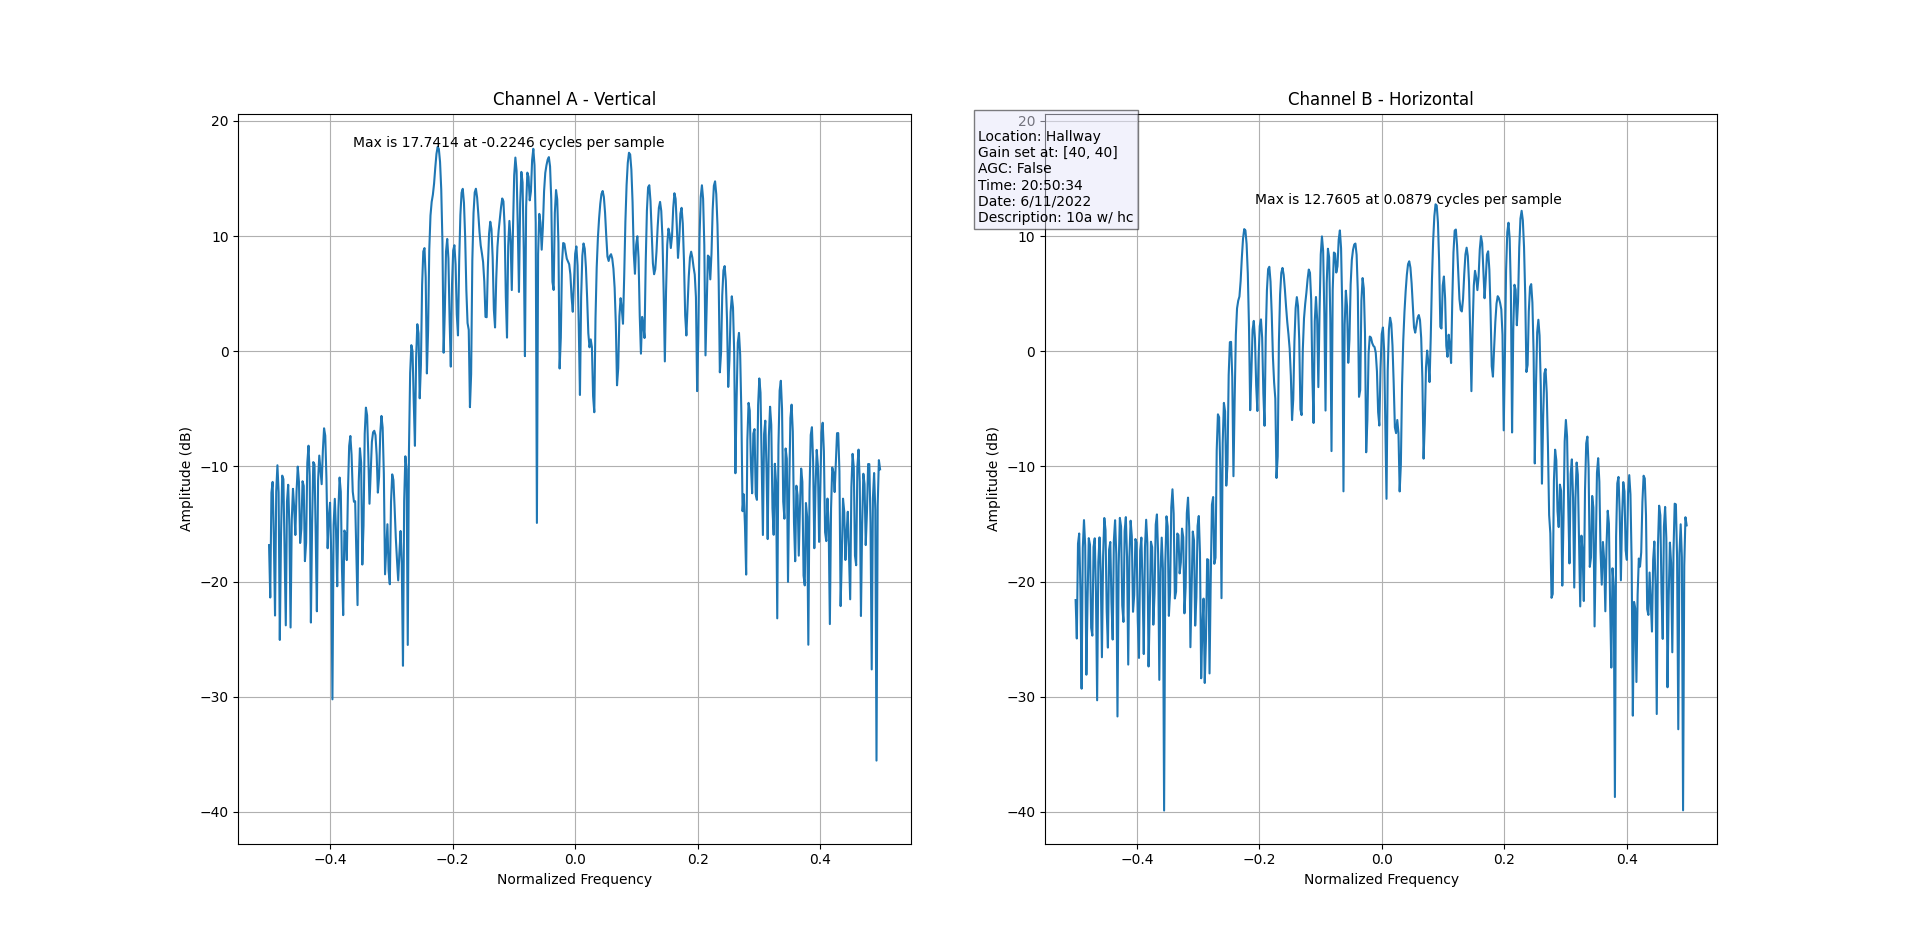 Channel A - Vertical
Max is 17.7414 at -0.2246 cycles per sample
20
10
0
−10
−20
−30
−40
Amplitude (dB)
−0.4
−0.2
0.0
0.2
0.4
Normalized Frequency
Channel B - Horizontal
Location: Hallway
Gain set at: [40, 40]
AGC: False
Time: 20:50:34
Date: 6/11/2022
Description: 10a w/ hc
Max is 12.7605 at 0.0879 cycles per sample
20
10
0
−10
−20
−30
−40
Amplitude (dB)
−0.4
−0.2
0.0
0.2
0.4
Normalized Frequency